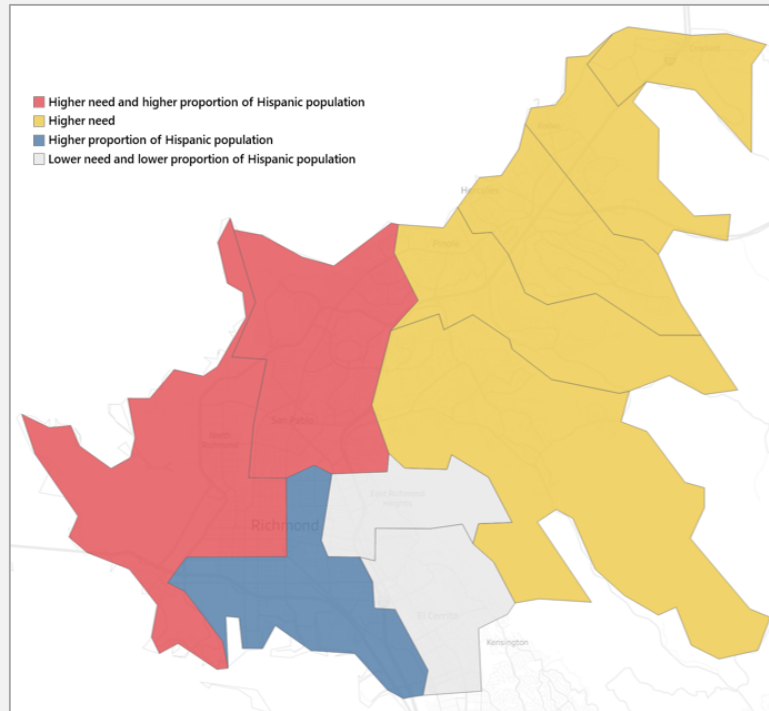 Higher need and higher proportion of Hispanic population
Higher need
Higher proportion of Hispanic population
Lower need and lower proportion of Hispanic population
Hercules
Pinole
San Pablo
North
Richmond
East Richmond
Heights
Richmond
El Cerrito
Kensington